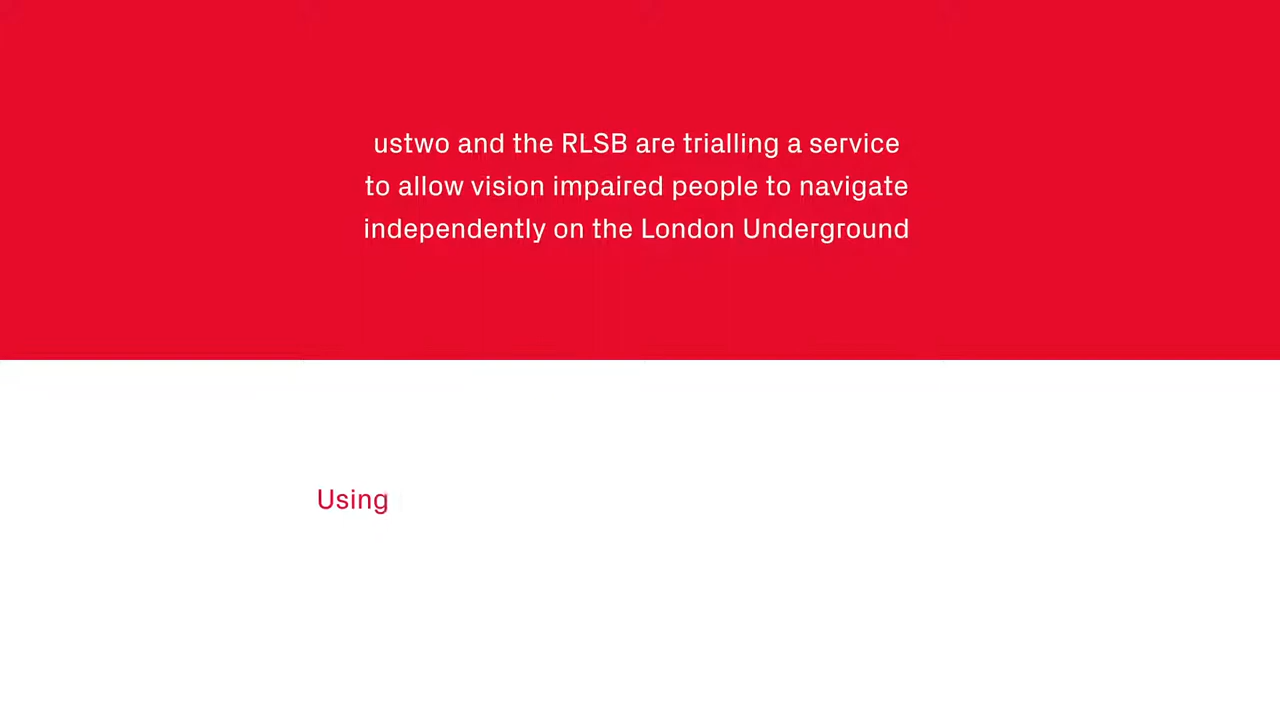 ustwo and the RLSB are trialling a service
to allow vision impaired people to navigate
independently on the London Underground
Using